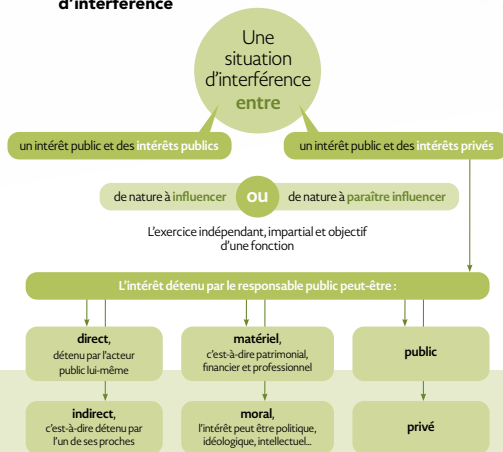 d'interférence
Une
situation
d'interférence
entre
un intérêt public et des intérêts publics
un intérêt public et des intérêts privés
de nature à influencer
ou
de nature à paraître influencer
L'exercice indépendant, impartial et objectif
d'une fonction
L'intérêt détenu par le responsable public peut-être :
direct,
détenu par l'acteur
public lui-même
matériel,
c'est-à-dire patrimonial,
financier et professionnel
public
indirect,
c'est-à-dire détenu par
l'un de ses proches
moral,
l'intérêt peut être politique,
idéologique, intellectuel...
privé